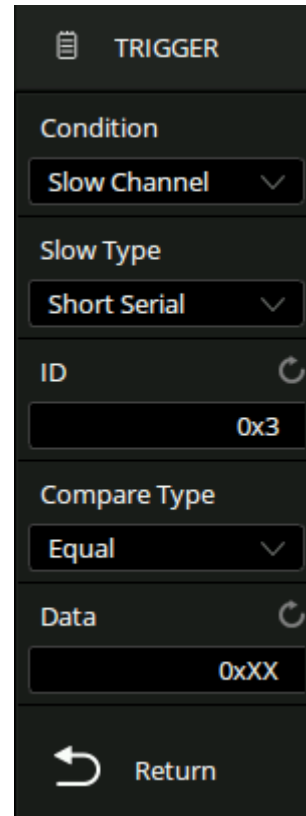 TRIGGER
Condition
Slow Channel
Slow Type
Short Serial
ID
0x3
Compare Type
Equal
Data
0xXX
Return